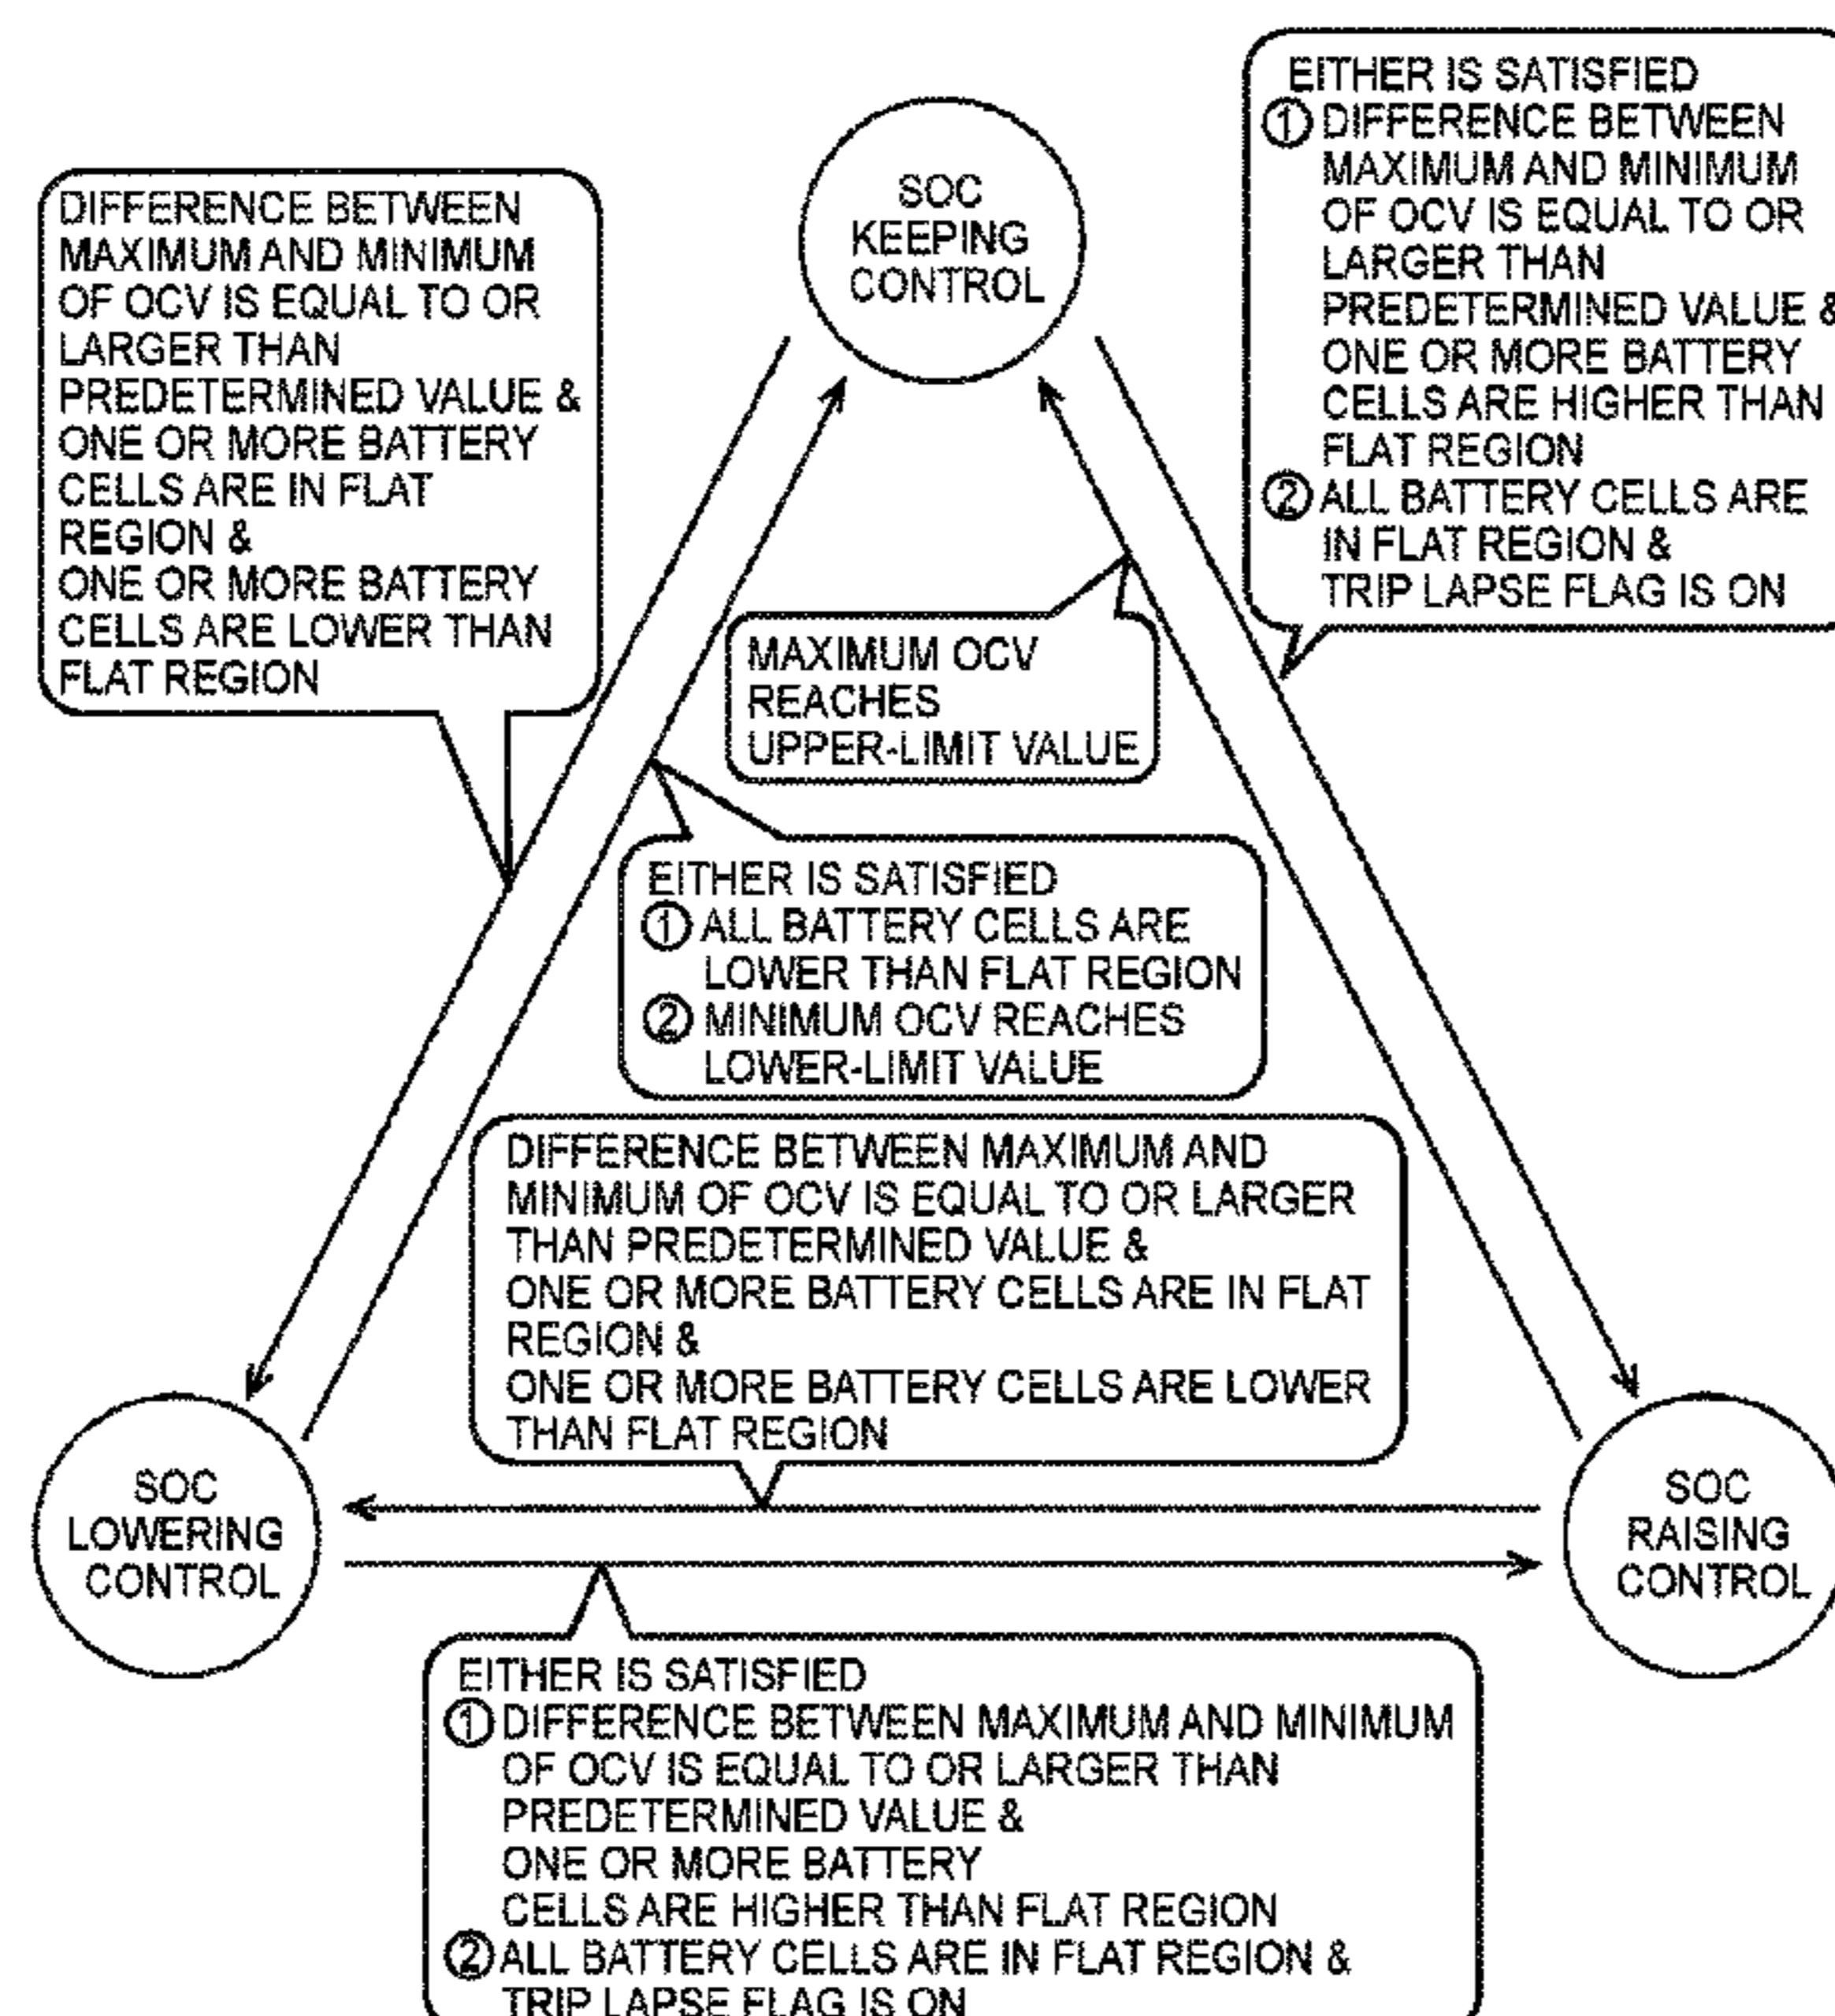 SOC
KEEPING
CONTROL
DIFFERENCE BETWEEN
MAXIMUM AND MINIMUM
OF OCV IS EQUAL TO OR
LARGER THAN
PREDETERMINED VALUE &
ONE OR MORE BATTERY
CELLS ARE IN FLAT
REGION &
ONE OR MORE BATTERY
CELLS ARE LOWER THAN
FLAT REGION
EITHER IS SATISFIED
① DIFFERENCE BETWEEN
MAXIMUM AND MINIMUM
OF OCV IS EQUAL TO OR
LARGER THAN
PREDETERMINED VALUE &
ONE OR MORE BATTERY
CELLS ARE HIGHER THAN
FLAT REGION
② ALL BATTERY CELLS ARE
IN FLAT REGION &
TRIP LAPSE FLAG IS ON
MAXIMUM OCV
REACHES
UPPER-LIMIT VALUE
EITHER IS SATISFIED
① ALL BATTERY CELLS ARE
LOWER THAN FLAT REGION
② MINIMUM OCV REACHES
LOWER-LIMIT VALUE
DIFFERENCE BETWEEN MAXIMUM AND
MINIMUM OF OCV IS EQUAL TO OR LARGER
THAN PREDETERMINED VALUE &
ONE OR MORE BATTERY CELLS ARE IN FLAT
REGION &
ONE OR MORE BATTERY CELLS ARE LOWER
THAN FLAT REGION
SOC
LOWERING
CONTROL
SOC
RAISING
CONTROL
EITHER IS SATISFIED
① DIFFERENCE BETWEEN MAXIMUM AND MINIMUM
OF OCV IS EQUAL TO OR LARGER THAN
PREDETERMINED VALUE &
ONE OR MORE BATTERY
CELLS ARE HIGHER THAN FLAT REGION
② ALL BATTERY CELLS ARE IN FLAT REGION &
TRIP LAPSE FLAG IS ON